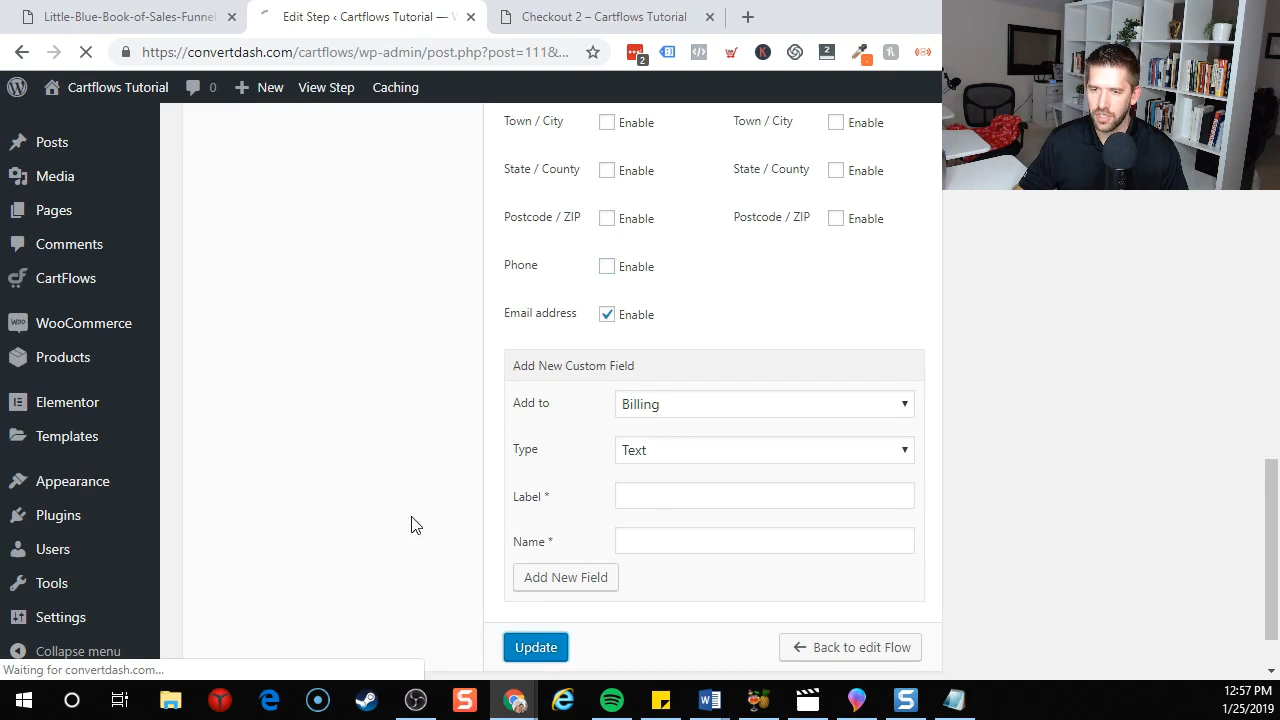 Little-Blue-Book-of-Sales-Funnel
Edit Step ‹ Cartflows Tutorial — W
Checkout 2 – Cartflows Tutorial
https://convertdash.com/cartflows/wp-admin/post.php?post=111&...
2
2
Cartflows Tutorial
0
New
View Step
Caching
Posts
Media
Pages
Comments
CartFlows
WooCommerce
Products
Elementor
Templates
Appearance
Plugins
Users
Tools
Settings
Collapse menu
Town / City
Enable
Town / City
Enable
State / County
Enable
State / County
Enable
Postcode / ZIP
Enable
Postcode / ZIP
Enable
Phone
Enable
Email address
Enable
Add New Custom Field
Add to
Billing
Type
Text
Label *
Name *
Add New Field
Update
Back to edit Flow
Waiting for convertdash.com...
12:57 PM
1/25/2019